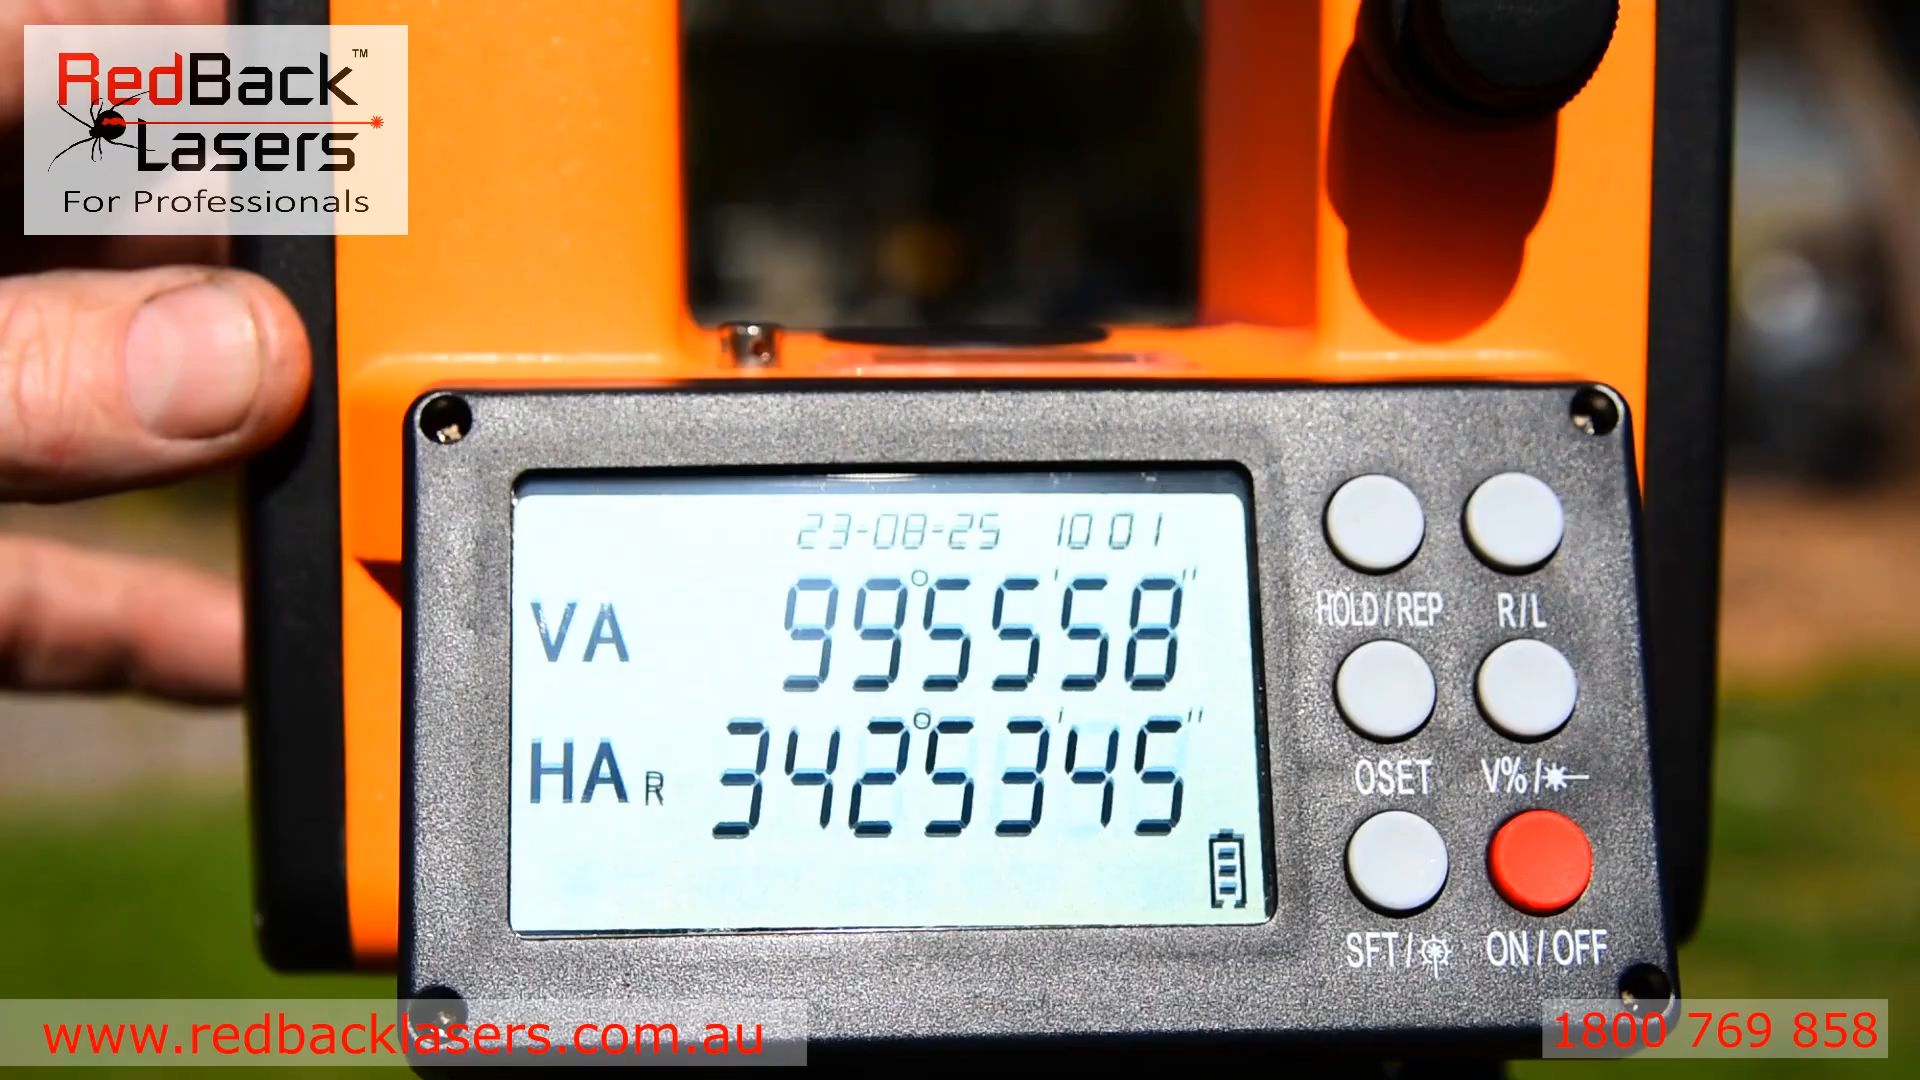 RedBack™
Lasers
For Professionals
23-08-25 10 01
VA 99°55'58"
HA R 342°53'45"
HOLD/REP R/L
OSET V%/
SFT/ ON/OFF
www.redbacklasers.com.au
1800 769 858